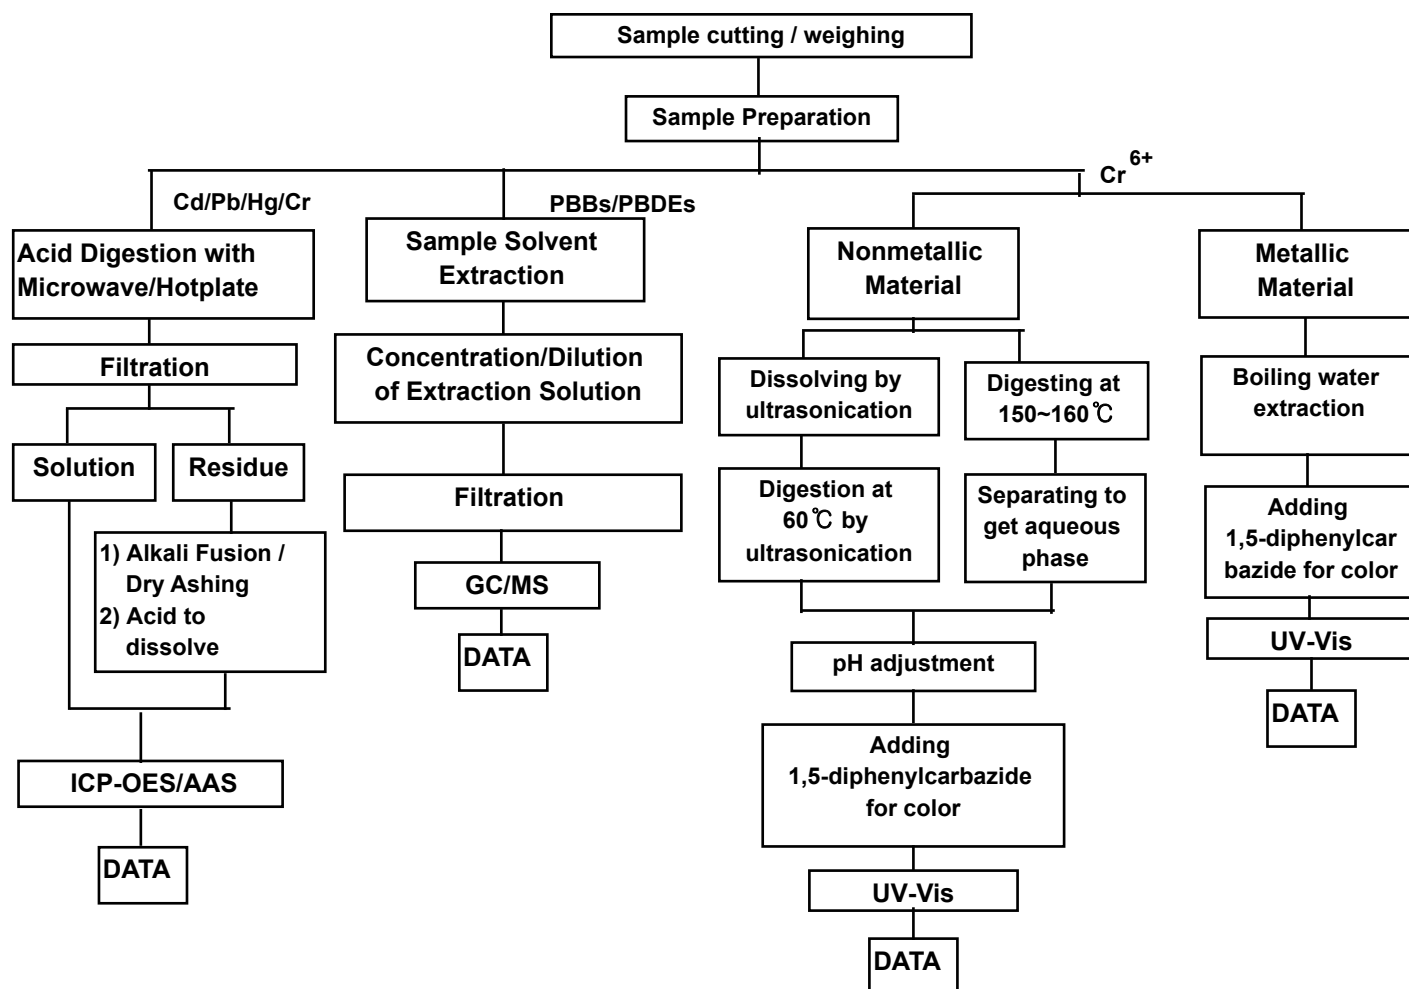 Sample cutting / weighing
Sample Preparation
Cd/Pb/Hg/Cr
PBBs/PBDEs
Cr 6+
Acid Digestion with
Microwave/Hotplate
Filtration
Solution
Residue
1) Alkali Fusion /
Dry Ashing
2) Acid to
dissolve
ICP-OES/AAS
DATA
Sample Solvent
Extraction
Concentration/Dilution
of Extraction Solution
Filtration
GC/MS
DATA
Nonmetallic
Material
Dissolving by
ultrasonication
Digestion at
60℃ by
ultrasonication
Digesting at
150~160℃
Separating to
get aqueous
phase
pH adjustment
Adding
1,5-diphenylcarbazide
for color
UV-Vis
DATA
Metallic
Material
Boiling water
extraction
Adding
1,5-diphenylcar
bazide for color
UV-Vis
DATA